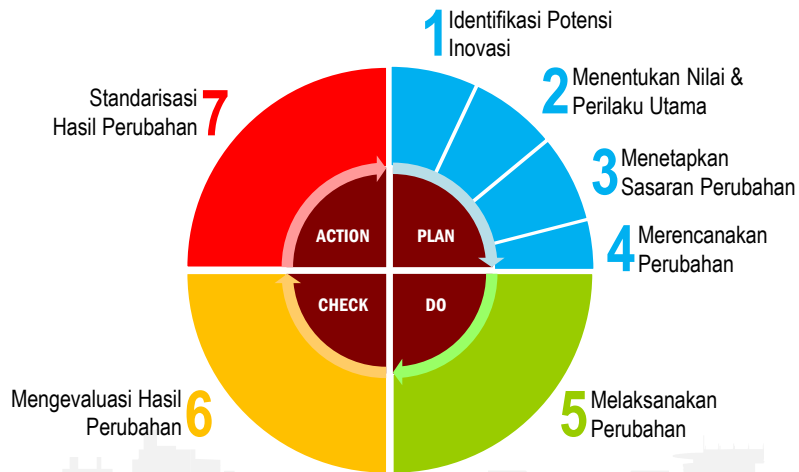 1 Identifikasi Potensi
Inovasi
2 Menentukan Nilai &
Perilaku Utama
3 Menetapkan
Sasaran Perubahan
4 Merencanakan
Perubahan
5 Melaksanakan
Perubahan
Mengevaluasi Hasil
Perubahan 6
Standarisasi
Hasil Perubahan 7
ACTION
PLAN
CHECK
DO